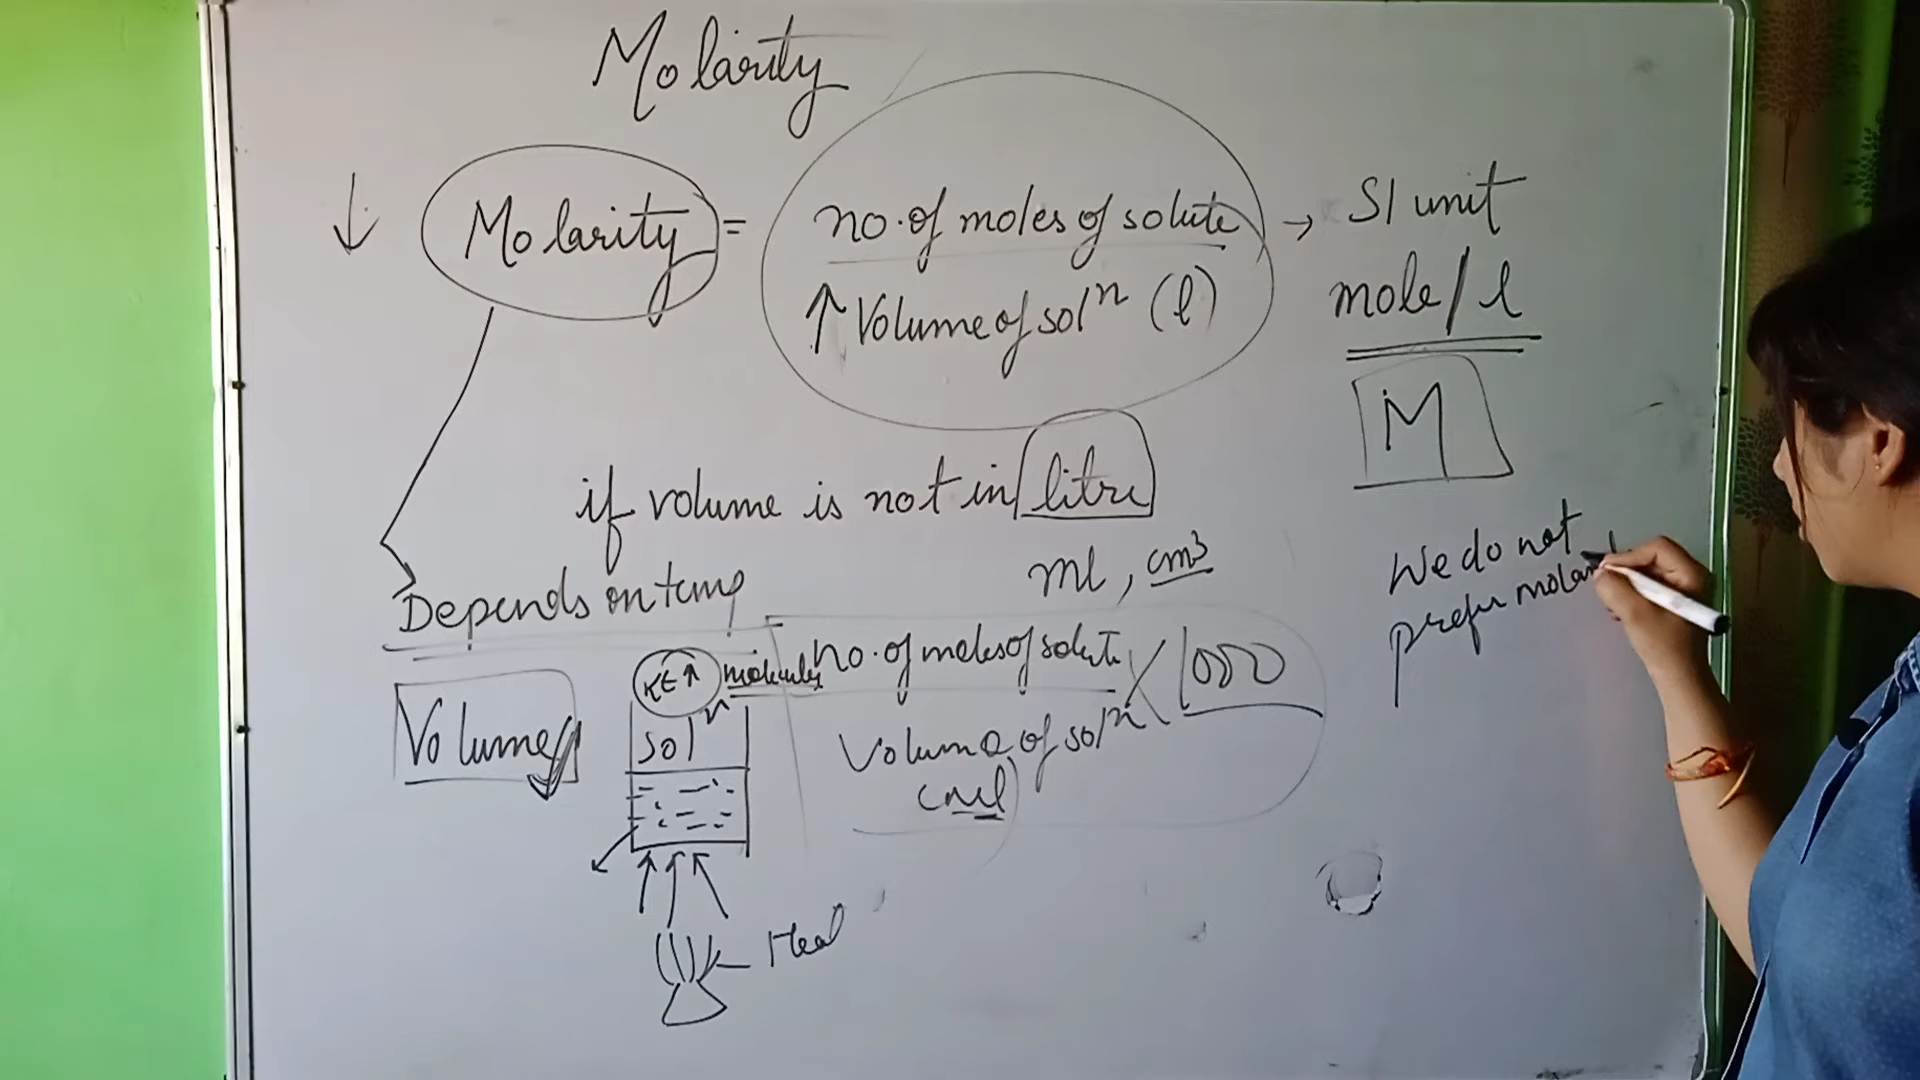 Molarity
↓ Molarity = no. of moles of solute → SI unit
↑ Volume of solⁿ (l)
mole/l
M
if volume is not in litre
ml, cm³
We do not
prefer molar
Depends on temp
no. of moles of solute × 1000
Volume of solⁿ
(ml)
Volume
KE↑ molecules
solⁿ
Heat